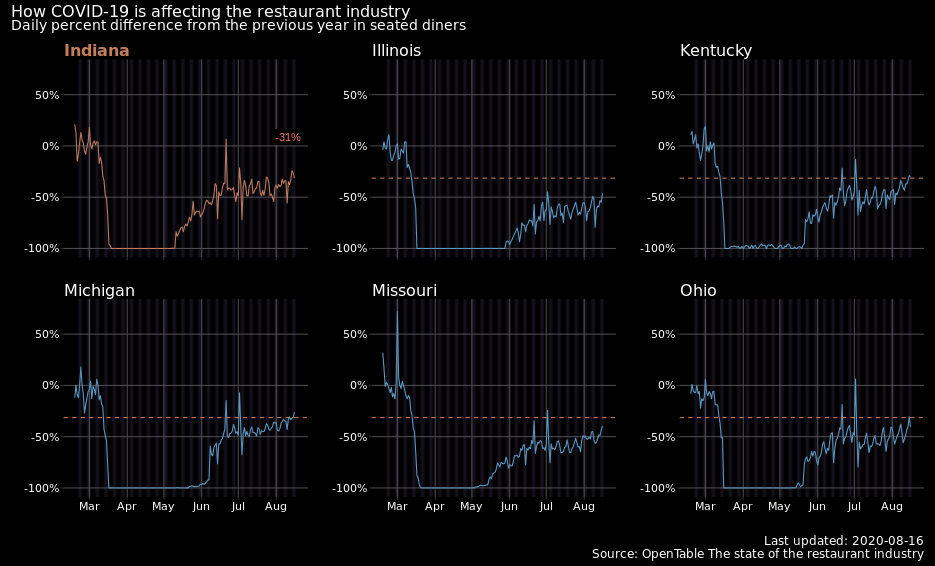 How COVID-19 is affecting the restaurant industry
Daily percent difference from the previous year in seated diners
Indiana
Illinois
Kentucky
50%
0%
-50%
-100%
-31%
50%
0%
-50%
-100%
50%
0%
-50%
-100%
Michigan
Missouri
Ohio
50%
0%
-50%
-100%
50%
0%
-50%
-100%
50%
0%
-50%
-100%
Mar Apr May Jun Jul Aug
Mar Apr May Jun Jul Aug
Mar Apr May Jun Jul Aug
Last updated: 2020-08-16
Source: OpenTable The state of the restaurant industry